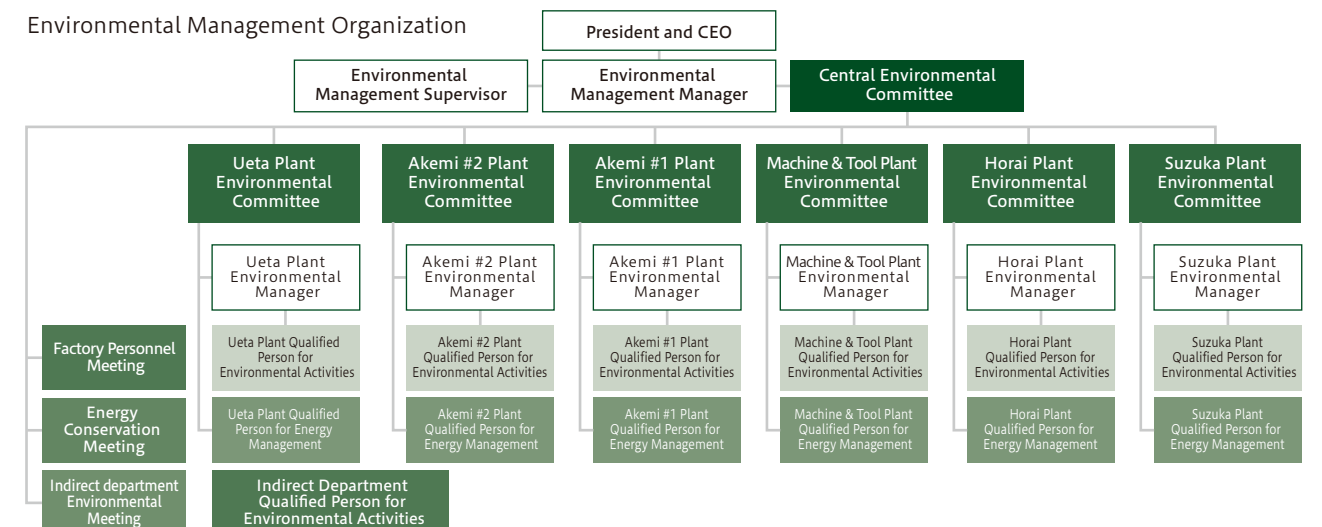 Environmental Management Organization
President and CEO
Environmental
Management Supervisor
Environmental
Management Manager
Central Environmental
Committee
Ueta Plant
Environmental
Committee
Akemi #2 Plant
Environmental
Committee
Akemi #1 Plant
Environmental
Committee
Machine & Tool Plant
Environmental
Committee
Horai Plant
Environmental
Committee
Suzuka Plant
Environmental
Committee
Ueta Plant
Environmental
Manager
Akemi #2 Plant
Environmental
Manager
Akemi #1 Plant
Environmental
Manager
Machine & Tool Plant
Environmental
Manager
Horai Plant
Environmental
Manager
Suzuka Plant
Environmental
Manager
Factory Personnel
Meeting
Ueta Plant Qualified
Person for
Environmental Activities
Akemi #2 Plant
Qualified Person for
Environmental Activities
Akemi #1 Plant
Qualified Person for
Environmental Activities
Machine & Tool Plant
Qualified Person for
Environmental Activities
Horai Plant
Qualified Person for
Environmental Activities
Suzuka Plant
Qualified Person for
Environmental Activities
Energy
Conservation
Meeting
Ueta Plant Qualified
Person for Energy
Management
Akemi #2 Plant
Qualified Person for
Energy Management
Akemi #1 Plant
Qualified Person for
Energy Management
Machine & Tool Plant
Qualified Person for
Energy Management
Horai Plant
Qualified Person for
Energy Management
Suzuka Plant
Qualified Person for
Energy Management
Indirect department
Environmental
Meeting
Indirect Department
Qualified Person for
Environmental Activities